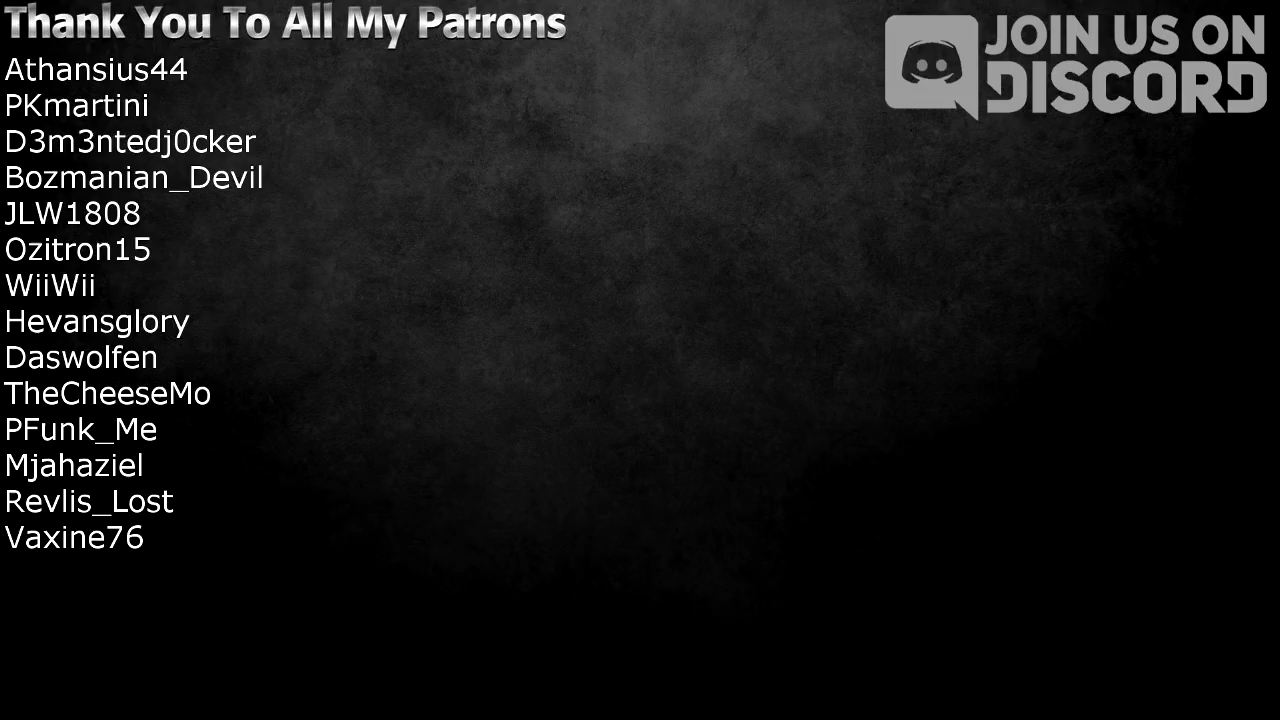 Thank You To All My Patrons
JOIN US ON
DISCORD
Athansius44
PKmartini
D3m3ntedj0cker
Bozmanian_Devil
JLW1808
Ozitron15
WiiWii
Hevansglory
Daswolfen
TheCheeseMo
PFunk_Me
Mjahaziel
Revlis_Lost
Vaxine76